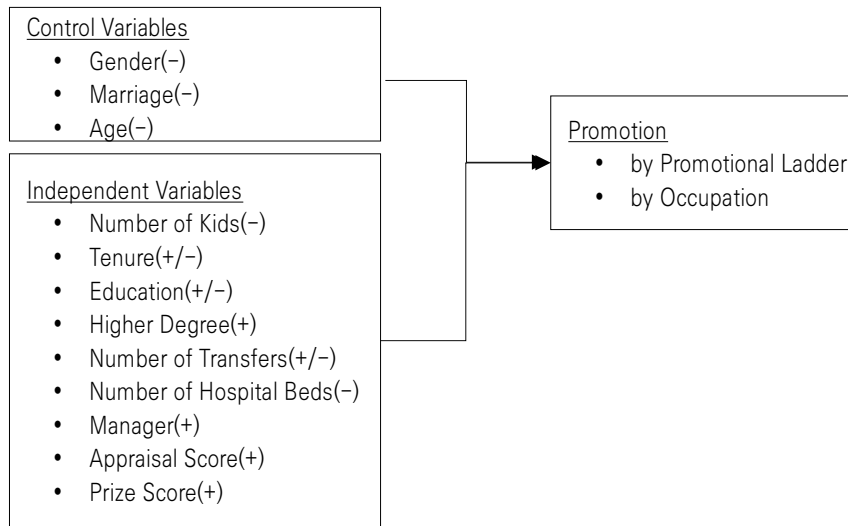 Control Variables
• Gender(−)
• Marriage(−)
• Age(−)
Independent Variables
• Number of Kids(−)
• Tenure(+/−)
• Education(+/−)
• Higher Degree(+)
• Number of Transfers(+/−)
• Number of Hospital Beds(−)
• Manager(+)
• Appraisal Score(+)
• Prize Score(+)
Promotion
• by Promotional Ladder
• by Occupation